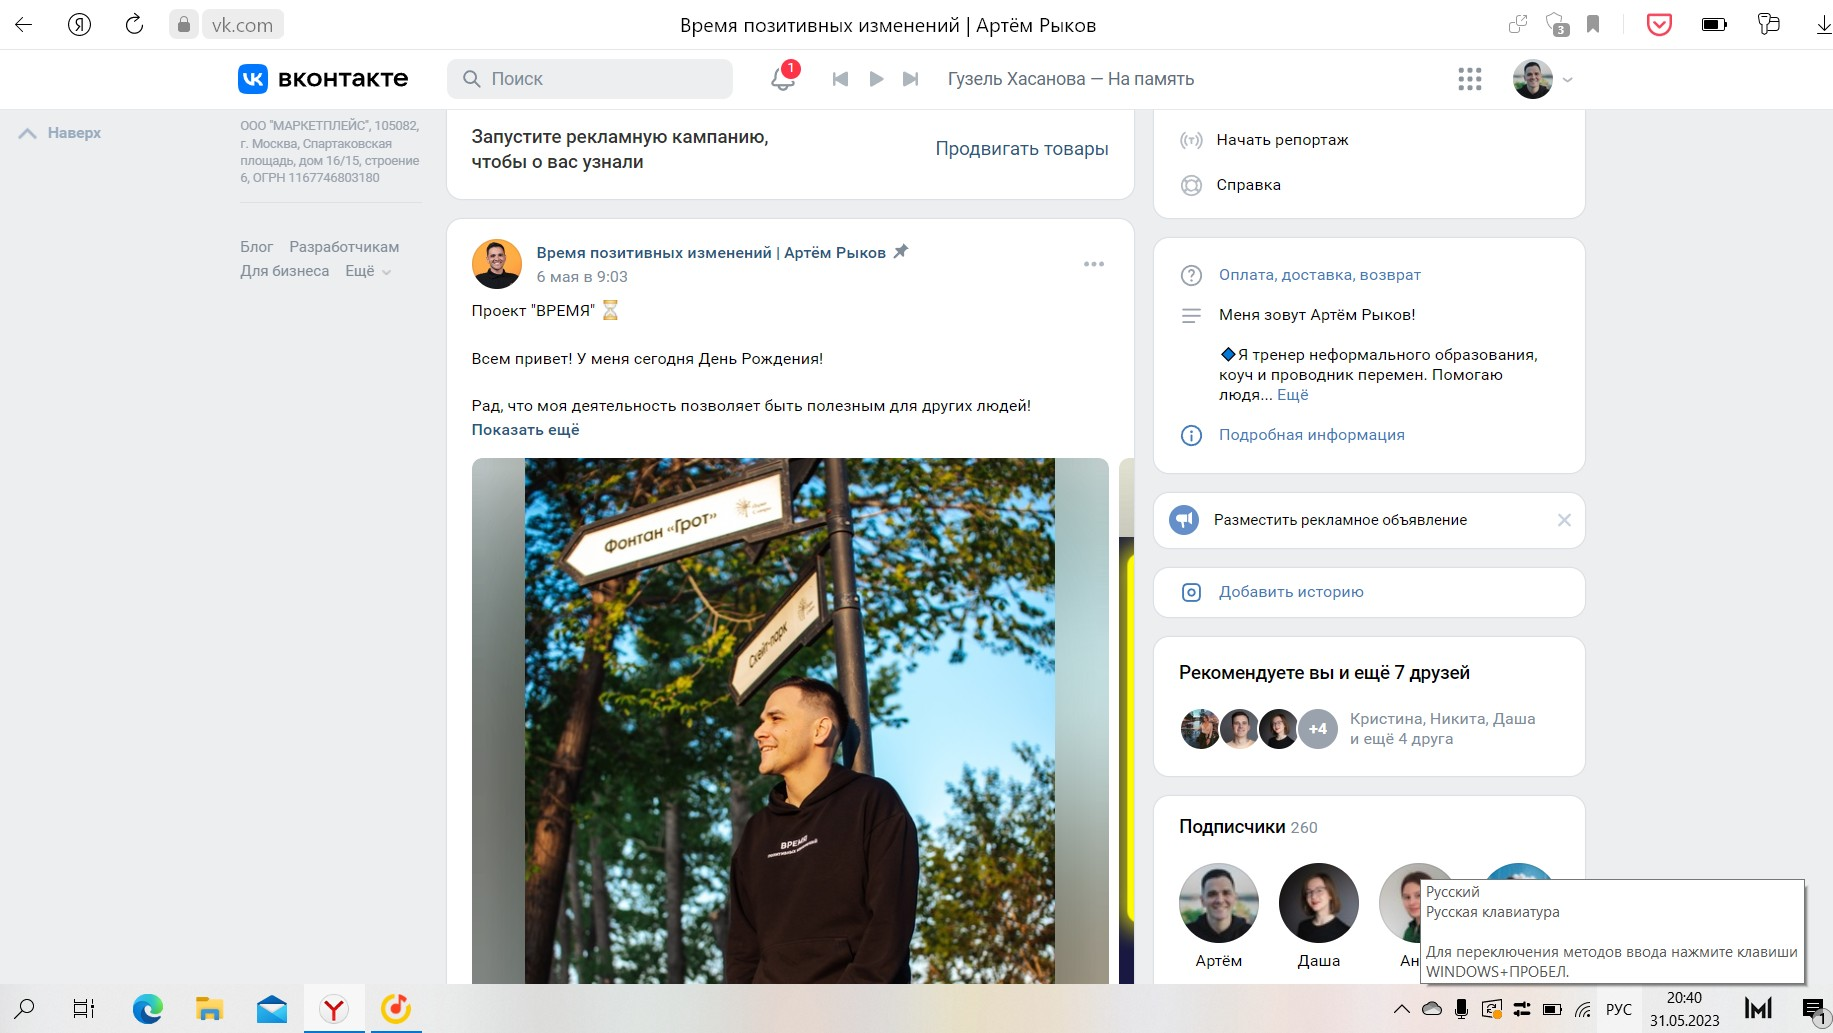 vk.com
Время позитивных изменений | Артём Рыков
3
вконтакте
Поиск
1
Гузель Хасанова — На память
Наверх
ООО "МАРКЕТПЛЕЙС", 105082,
г. Москва, Спартаковская
площадь, дом 16/15, строение
6, ОГРН 1167746803180
Блог Разработчикам
Для бизнеса Ещё
Запустите рекламную кампанию,
чтобы о вас узнали
Продвигать товары
Время позитивных изменений | Артём Рыков
6 мая в 9:03
Проект "ВРЕМЯ"
Всем привет! У меня сегодня День Рождения!
Рад, что моя деятельность позволяет быть полезным для других людей!
Показать ещё
Фонтан «Грот»
Скейт-парк
ВРЕМЯ
позитивных изменений
Начать репортаж
Справка
Оплата, доставка, возврат
Меня зовут Артём Рыков!
Я тренер неформального образования,
коуч и проводник перемен. Помогаю
людя... Ещё
Подробная информация
Разместить рекламное объявление
Добавить историю
Рекомендуете вы и ещё 7 друзей
+4
Кристина, Никита, Даша
и ещё 4 друга
Подписчики 260
Артём
Даша
Ан
Русский
Русская клавиатура
Для переключения методов ввода нажмите клавиши
WINDOWS+ПРОБЕЛ.
РУС
20:40
31.05.2023
1